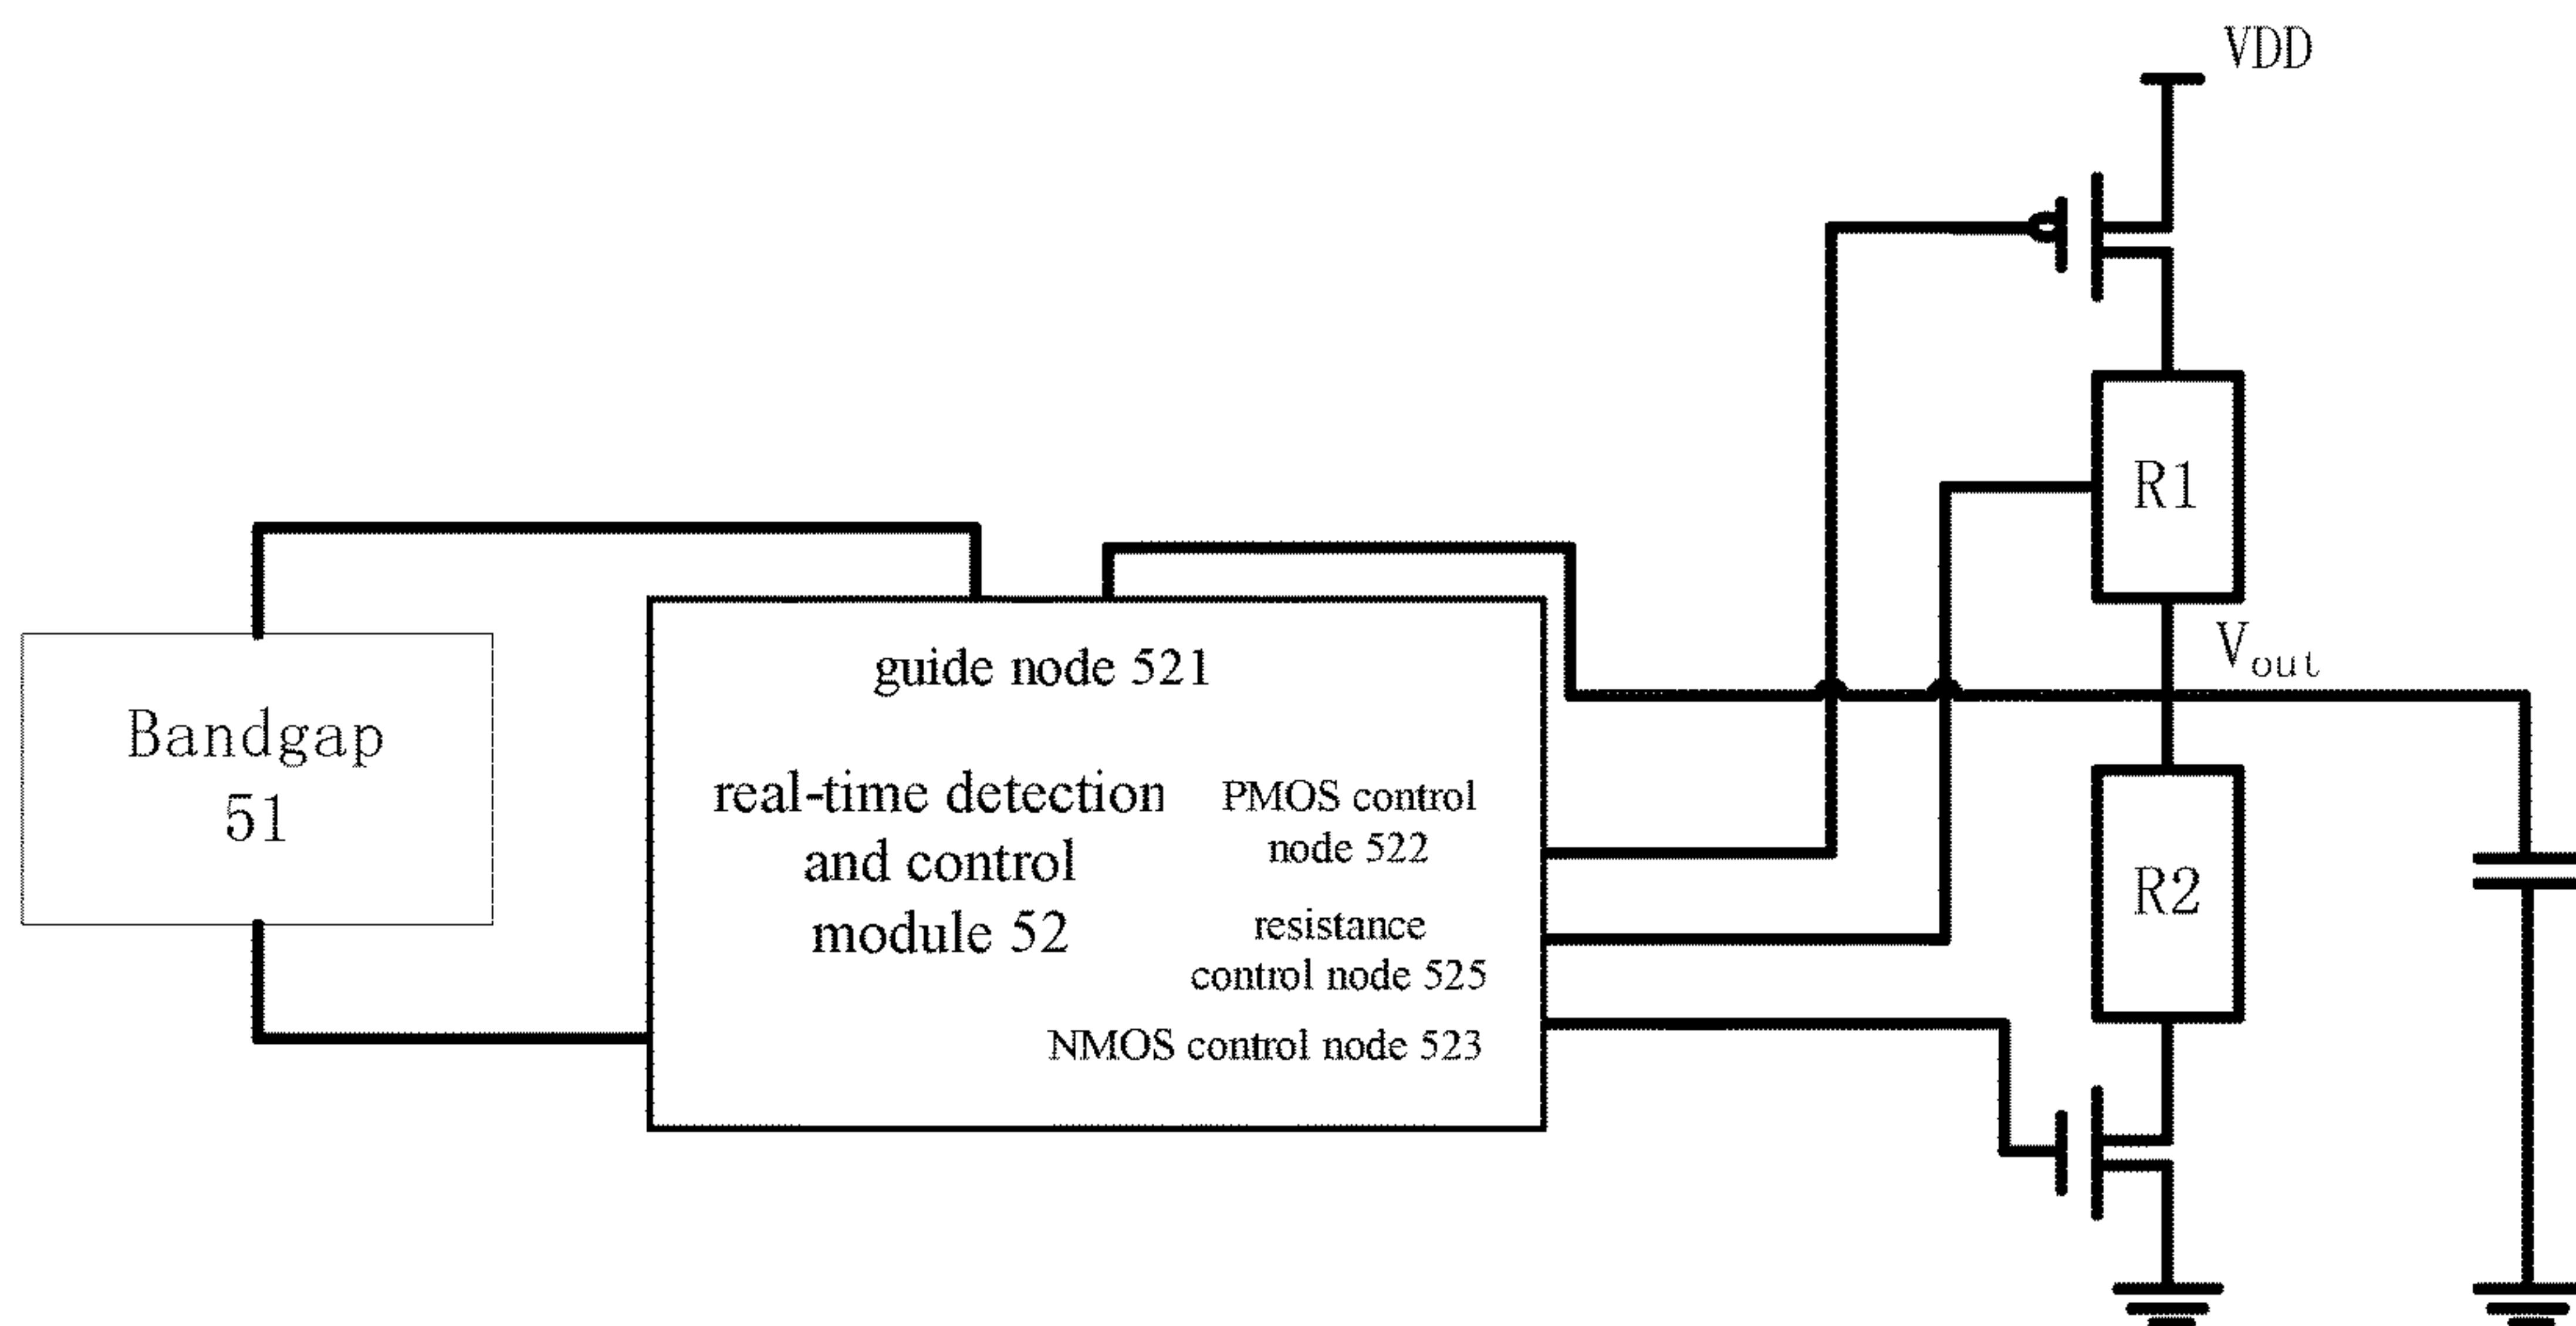 VDD
R1
V_out
guide node 521
Bandgap
51
real-time detection
and control
module 52
PMOS control
node 522
resistance
control node 525
NMOS control node 523
R2